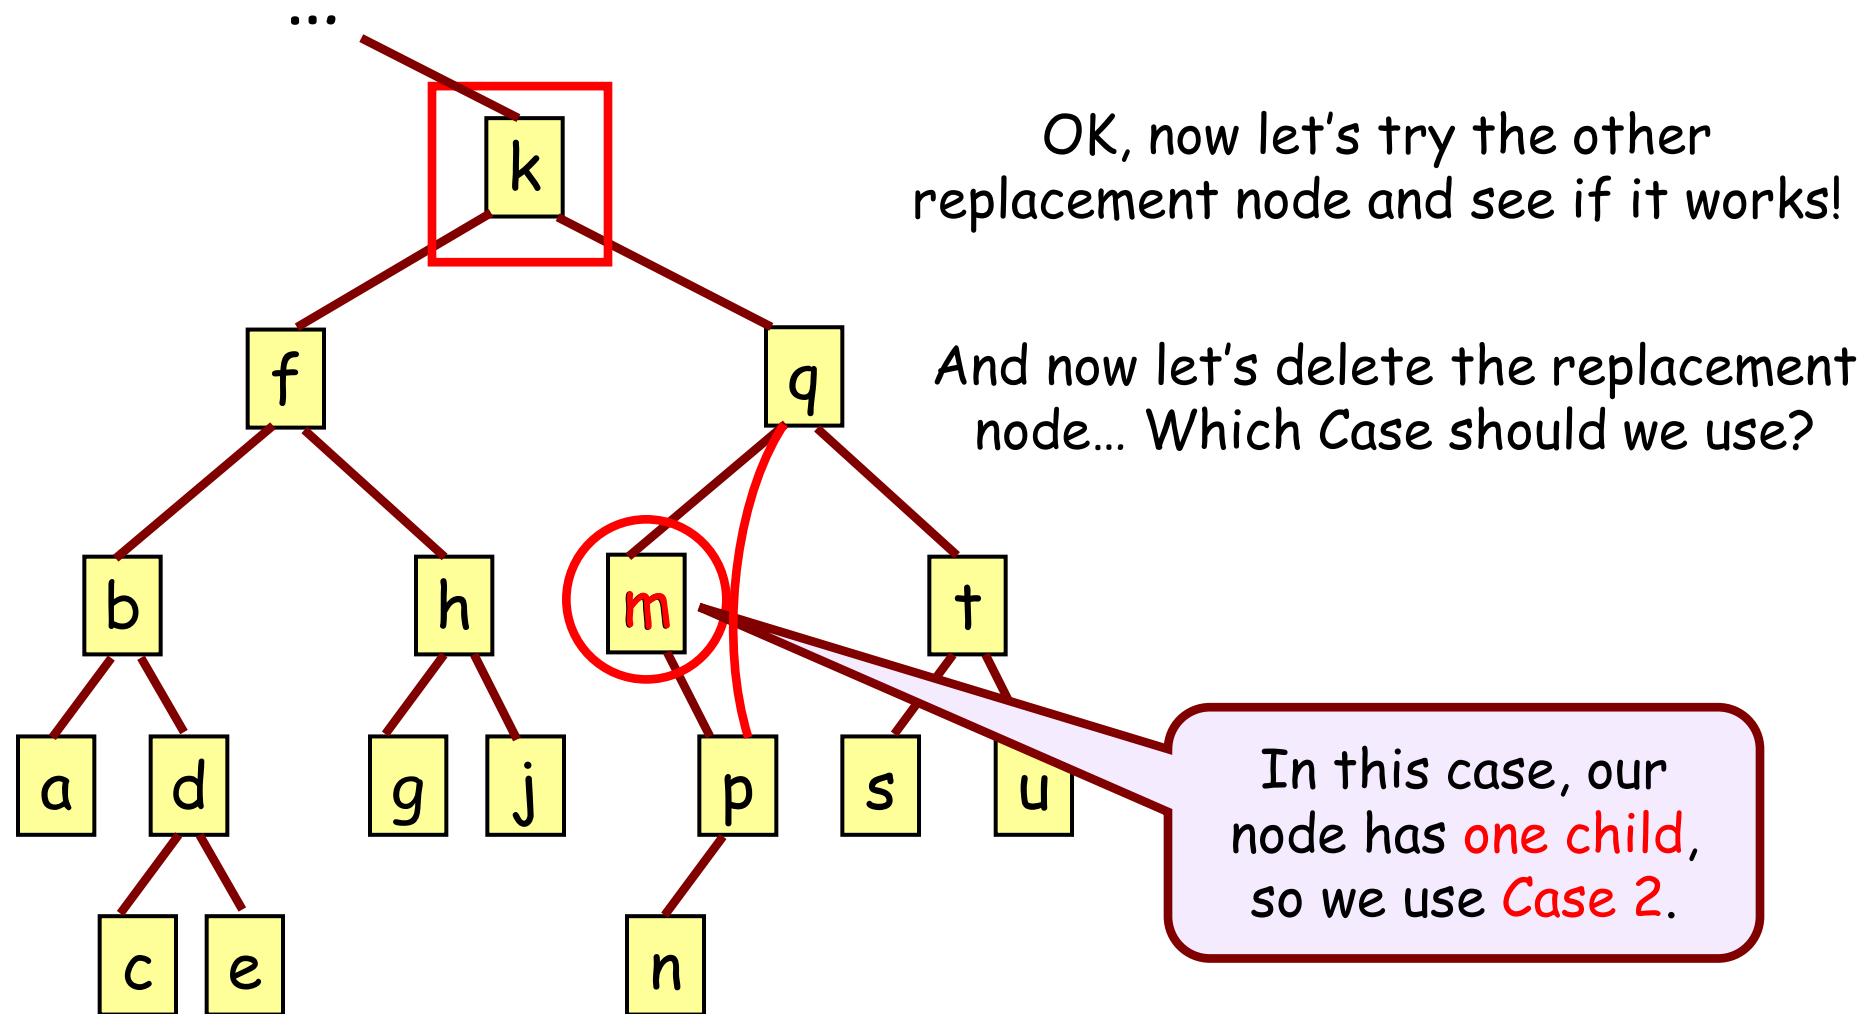 ...
k
OK, now let's try the other
replacement node and see if it works!
f
q
And now let's delete the replacement
node... Which Case should we use?
b
h
m
t
a
d
g
j
p
s
u
In this case, our
node has one child,
so we use Case 2.
c
e
n